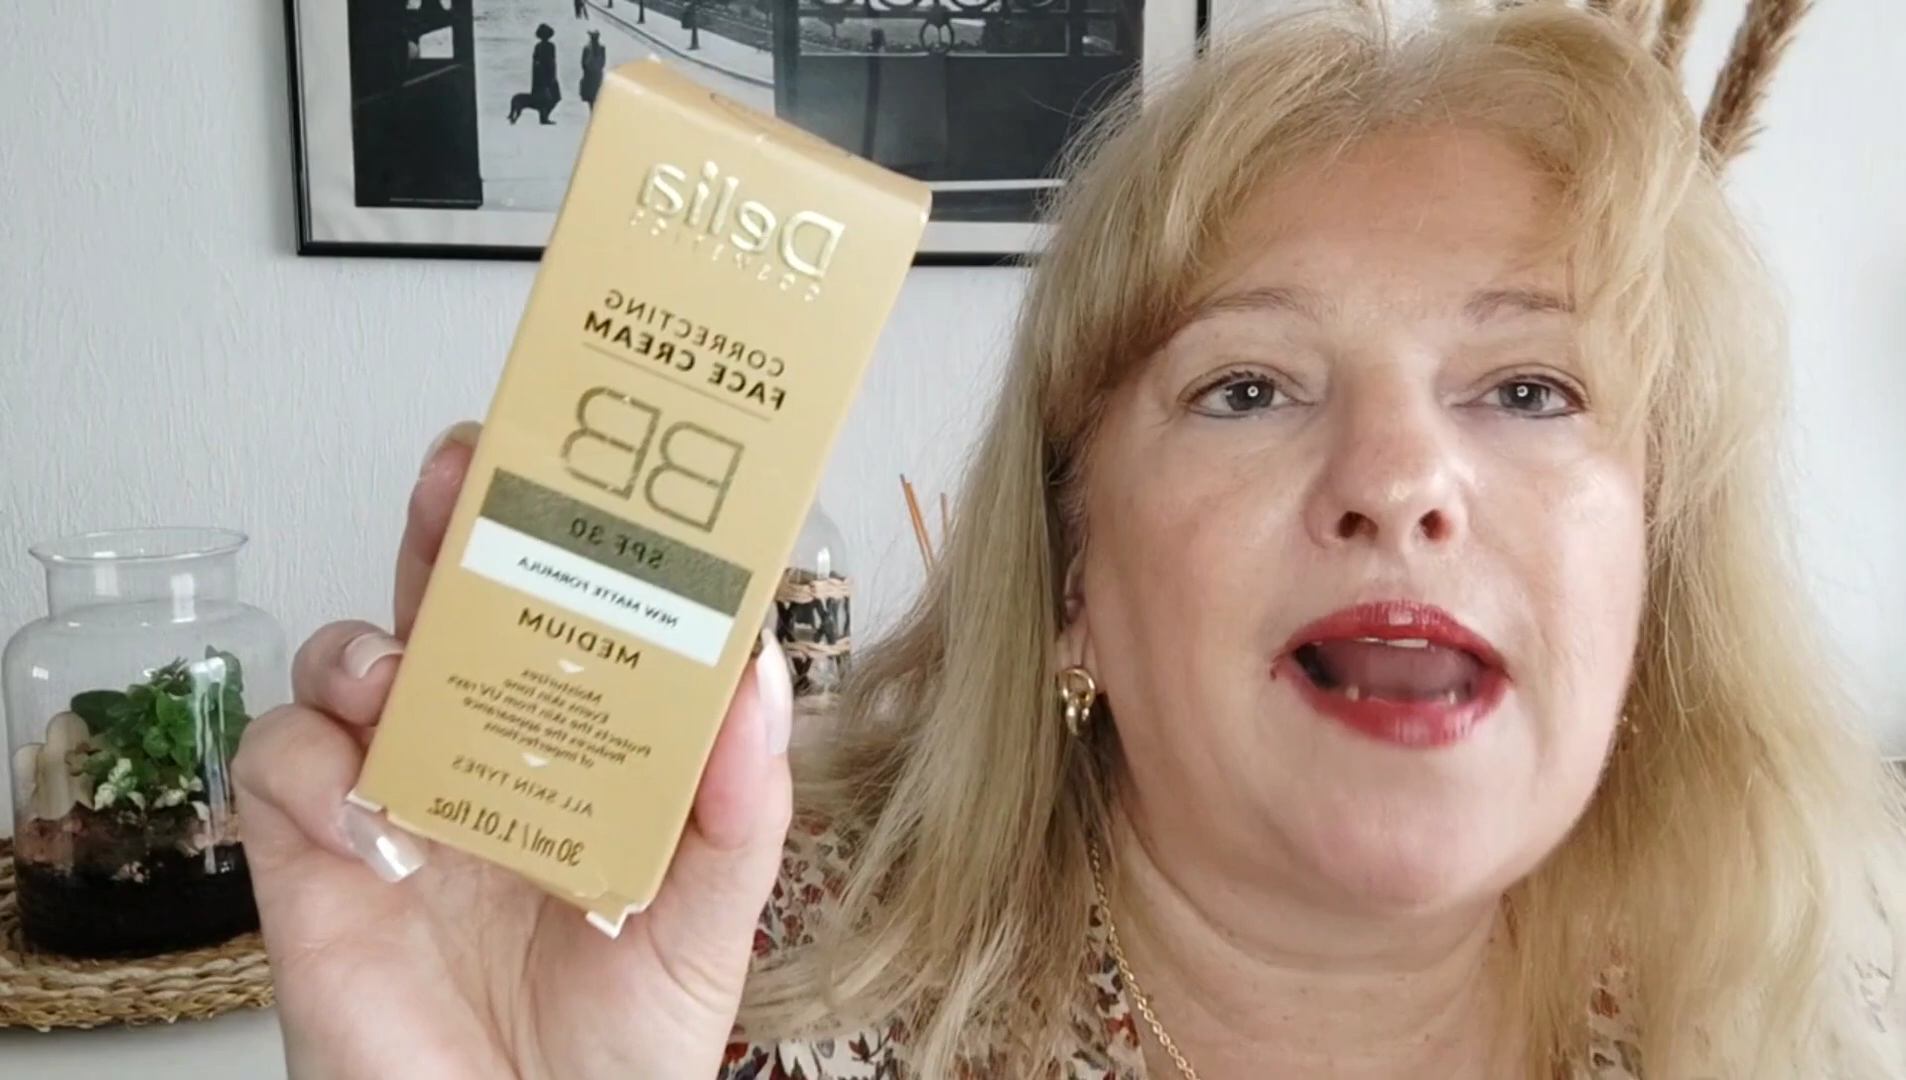 Delia
cosmetics
CORRECTING
FACE CREAM
BB
SPF 30
NEW MATTE FORMULA
MEDIUM
Moisturizes
Evens skin tone
Protects the skin from UV rays
Reduces the appearance
of imperfections
ALL SKIN TYPES
30 ml / 1.01 fl.oz.